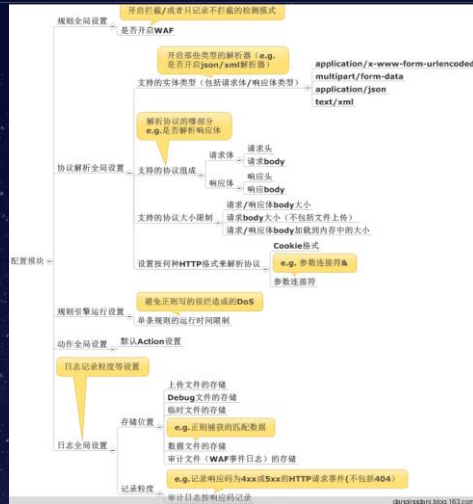 开启拦截/或者只记录不拦截的检测模式
规则全局设置
是否开启WAF
开启那些类型的解析器（e.g.
是否开启json/xml解析器）
支持的实体类型（包括请求体/响应体类型）
application/x-www-form-urlencoded
multipart/form-data
application/json
text/xml
解析协议的哪部分
e.g.是否解析响应体
协议解析全局设置
支持的协议组成
请求体
请求头
请求body
响应体
响应头
响应body
支持的协议大小限制
请求/响应体body大小
请求body大小（不包括文件上传）
请求/响应体body加载到内存中的大小
设置按何种HTTP格式来解析协议
Cookie格式
e.g. 参数连接符&
参数连接符
配置模块
规则引擎运行设置
避免正则写的很烂造成的DoS
单条规则的运行时间限制
动作全局设置
默认Action设置
日志记录粒度等设置
日志全局设置
存储位置
上传文件的存储
Debug文件的存储
临时文件的存储
e.g.正则捕获的匹配数据
数据文件的存储
审计文件（WAF事件日志）的存储
记录粒度
e.g.记录响应码为4xx或5xx的HTTP请求事件(不包括404）
审计日志按响应码记录
danqingdani.blog.163.com